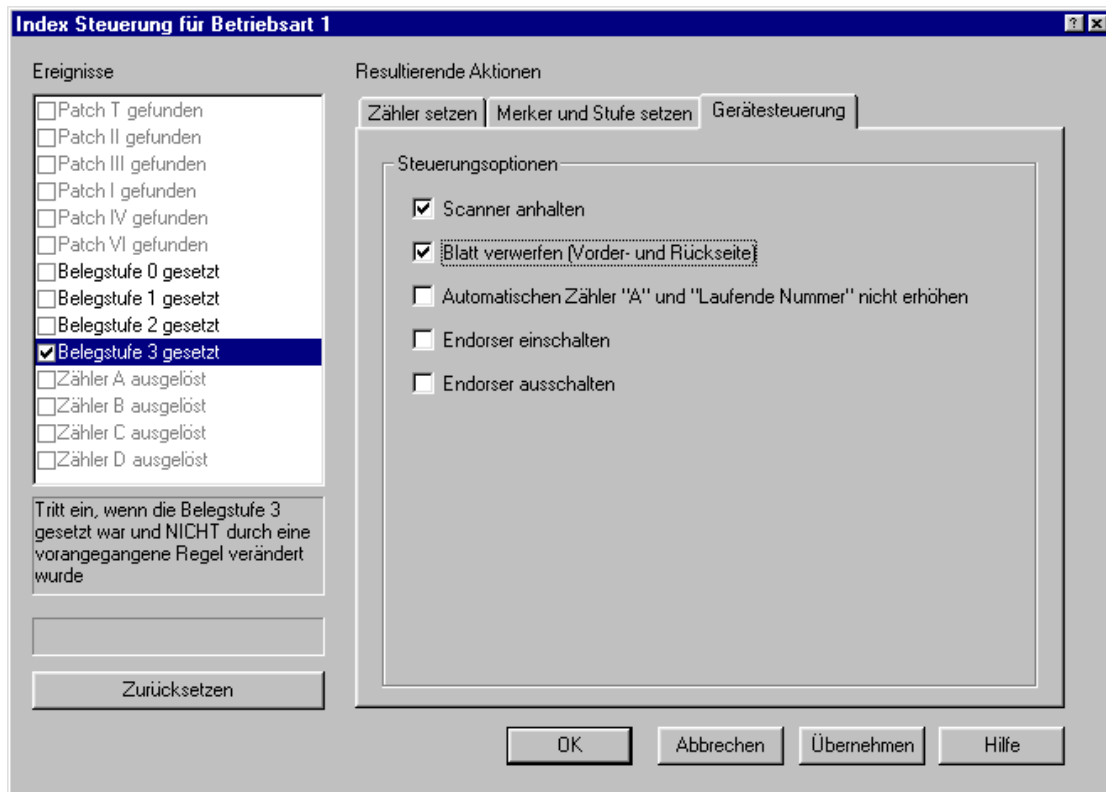 Index Steuerung für Betriebsart 1
Ereignisse
Patch T gefunden
Patch II gefunden
Patch III gefunden
Patch I gefunden
Patch IV gefunden
Patch VI gefunden
Belegstufe 0 gesetzt
Belegstufe 1 gesetzt
Belegstufe 2 gesetzt
Belegstufe 3 gesetzt
Zähler A ausgelöst
Zähler B ausgelöst
Zähler C ausgelöst
Zähler D ausgelöst
Tritt ein, wenn die Belegstufe 3
gesetzt war und NICHT durch eine
vorangegangene Regel verändert
wurde
Zurücksetzen
Resultierende Aktionen
Zähler setzen Merker und Stufe setzen Gerätesteuerung
Steuerungsoptionen
Scanner anhalten
Blatt verwerfen (Vorder- und Rückseite)
Automatischen Zähler "A" und "Laufende Nummer" nicht erhöhen
Endorser einschalten
Endorser ausschalten
OK Abbrechen Übernehmen Hilfe